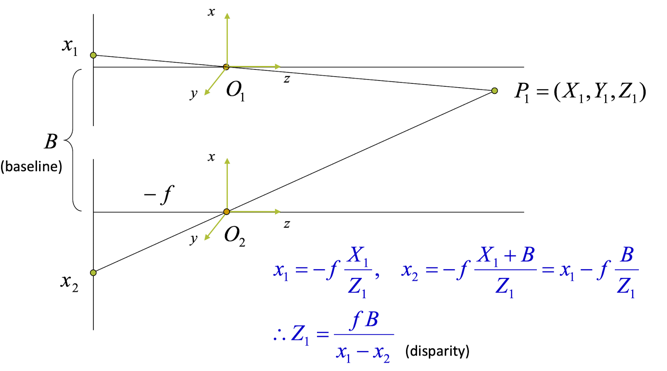 x
x₁
z
O₁
y
P₁ = (X₁, Y₁, Z₁)
B
(baseline)
x
− f
z
y
O₂
x₂
x₁ = −f X₁/Z₁, x₂ = −f (X₁ + B)/Z₁ = x₁ − f B/Z₁
∴ Z₁ = f B/(x₁ − x₂) (disparity)